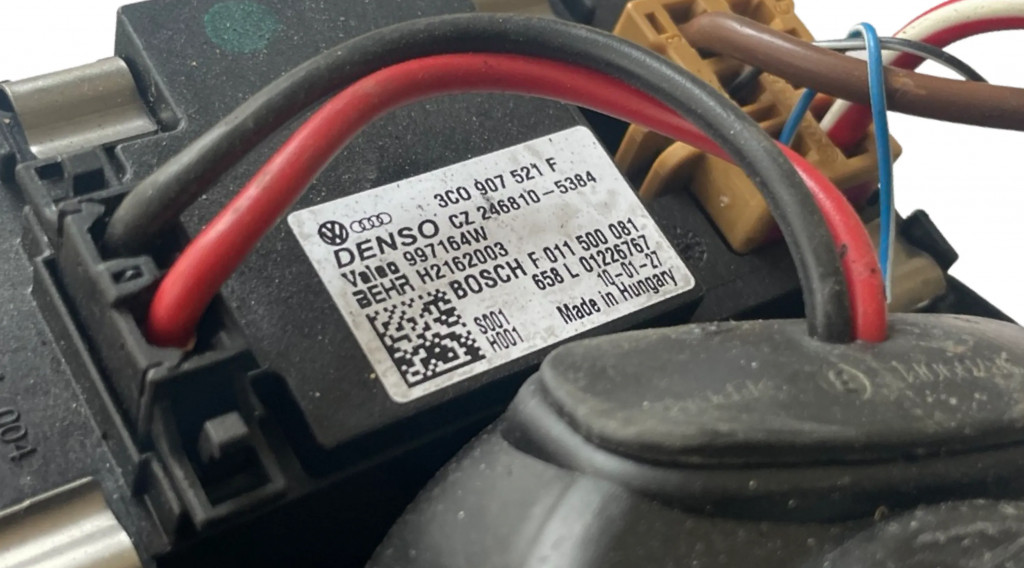 3C0 907 521 F
DENSO CZ 246810-5384
Valeo 997164W
BEHR H2162003
BOSCH F 011 500 081
658 L 01226767
S001 10-01-27
H001 Made in Hungary
004